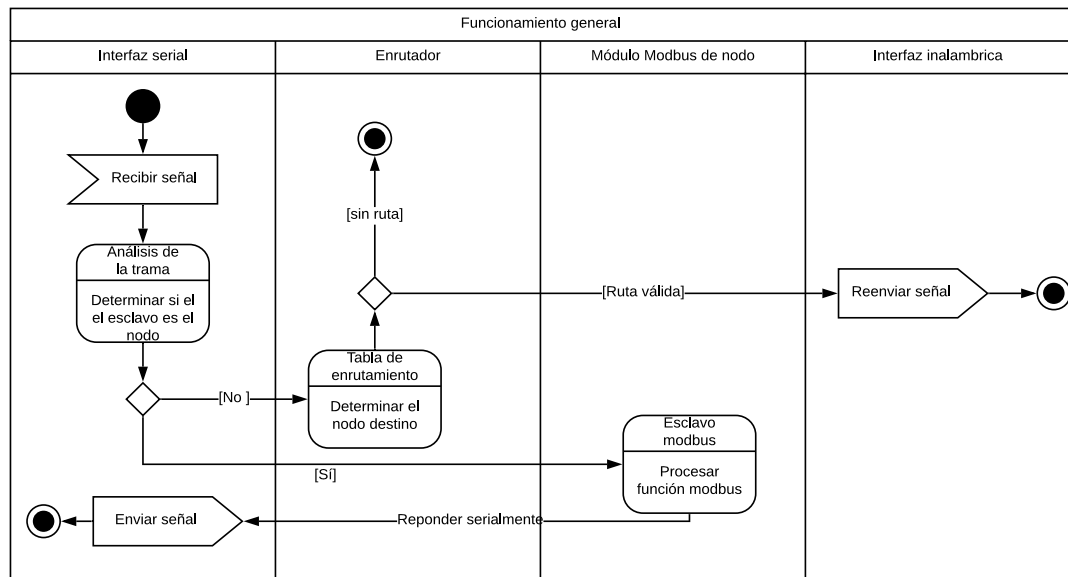 Funcionamiento general
Interfaz serial
Enrutador
Módulo Modbus de nodo
Interfaz inalambrica
Recibir señal
Análisis de
la trama
Determinar si el
el esclavo es el
nodo
[sin ruta]
[Ruta válida]
Reenviar señal
Tabla de
enrutamiento
Determinar el
nodo destino
[No ]
[Sí]
Esclavo
modbus
Procesar
función modbus
Reponder serialmente
Enviar señal